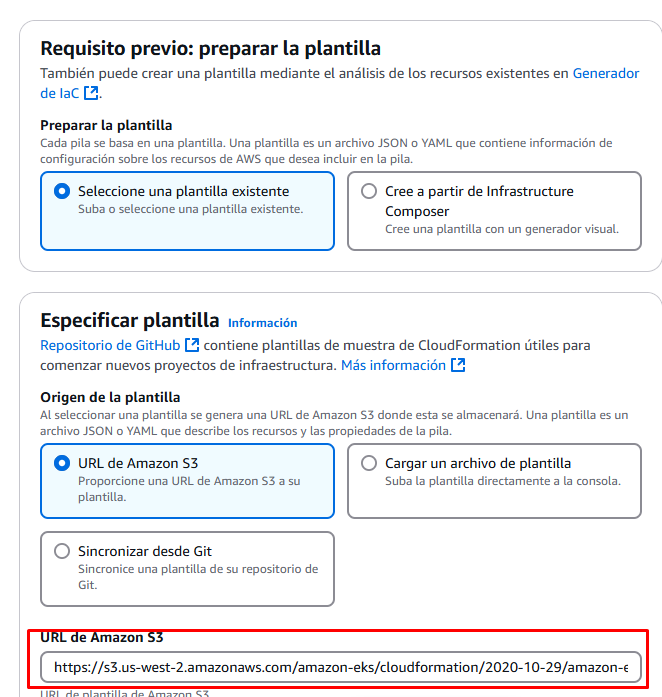 Requisito previo: preparar la plantilla
También puede crear una plantilla mediante el análisis de los recursos existentes en Generador
de IaC.
Preparar la plantilla
Cada pila se basa en una plantilla. Una plantilla es un archivo JSON o YAML que contiene información de
configuración sobre los recursos de AWS que desea incluir en la pila.
Seleccione una plantilla existente
Suba o seleccione una plantilla existente.
Cree a partir de Infrastructure
Composer
Cree una plantilla con un generador visual.
Especificar plantilla Información
Repositorio de GitHub contiene plantillas de muestra de CloudFormation útiles para
comenzar nuevos proyectos de infraestructura. Más información
Origen de la plantilla
Al seleccionar una plantilla se genera una URL de Amazon S3 donde esta se almacenará. Una plantilla es un
archivo JSON o YAML que describe los recursos y las propiedades de la pila.
URL de Amazon S3
Proporcione una URL de Amazon S3 a su
plantilla.
Cargar un archivo de plantilla
Suba la plantilla directamente a la consola.
Sincronizar desde Git
Sincronice una plantilla de su repositorio de
Git.
URL de Amazon S3
https://s3.us-west-2.amazonaws.com/amazon-eks/cloudformation/2020-10-29/amazon-e
URL de plantilla de Amazon S3